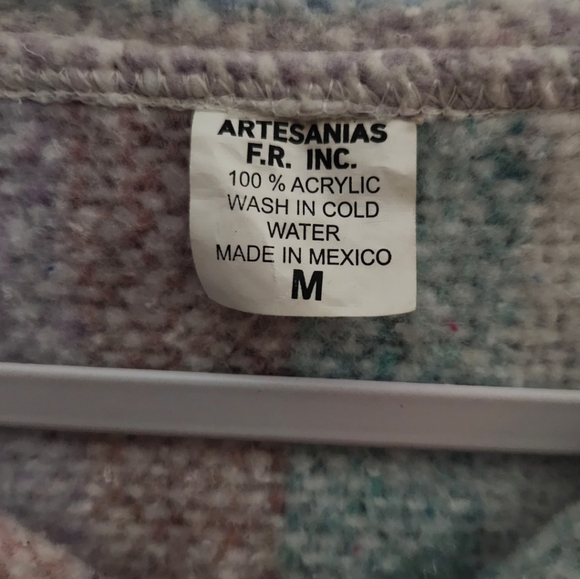 ARTESANIAS
F.R. INC.
100 % ACRYLIC
WASH IN COLD
WATER
MADE IN MEXICO
M